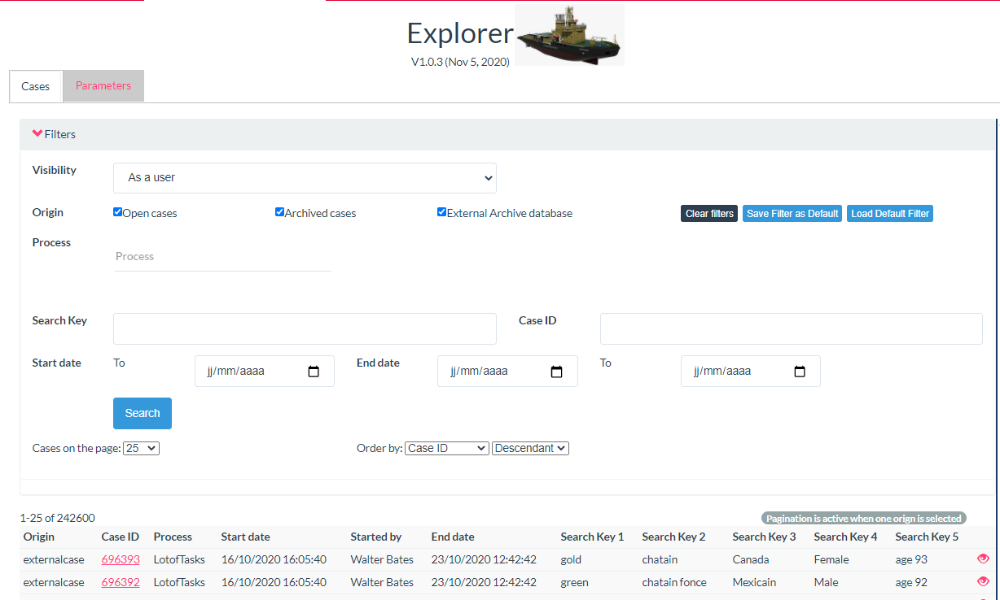 Explorer
V1.0.3 (Nov 5, 2020)
Cases Parameters
Filters
Visibility As a user
Origin Open cases Archived cases External Archive database Clear filters Save Filter as Default Load Default Filter
Process
Process
Search Key Case ID
Start date To jj/mm/aaaa End date jj/mm/aaaa To jj/mm/aaaa
Search
Cases on the page: 25 Order by: Case ID Descendant
1-25 of 242600 Pagination is active when one orign is selected
Origin Case ID Process Start date Started by End date Search Key 1 Search Key 2 Search Key 3 Search Key 4 Search Key 5
externalcase 696393 LotofTasks 16/10/2020 16:05:40 Walter Bates 23/10/2020 12:42:42 gold chatain Canada Female age 93
externalcase 696392 LotofTasks 16/10/2020 16:05:40 Walter Bates 23/10/2020 12:42:42 green chatain fonce Mexicain Male age 92